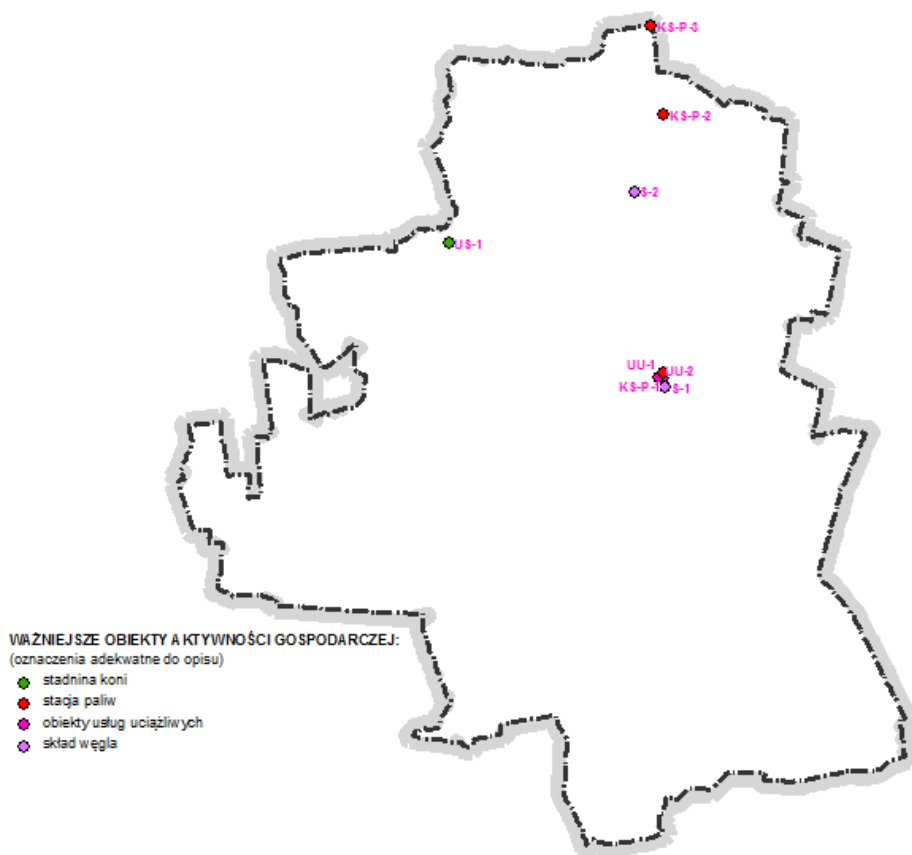 KS-P-3
KS-P-2
S-2
US-1
UU-1
UU-2
KS-P-1
S-1
WAŻNIEJSZE OBIEKTY AKTYWNOŚCI GOSPODARCZEJ:
(oznaczenia adekwatne do opisu)
stadnina koni
stacja paliw
obiekty usług uciążliwych
skład węgla